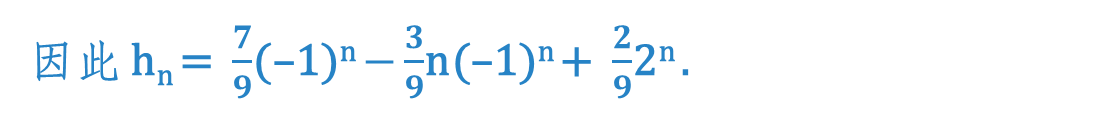 因此 hₙ = 7/9(−1)ⁿ − 3/9n(−1)ⁿ + 2/9 2ⁿ.